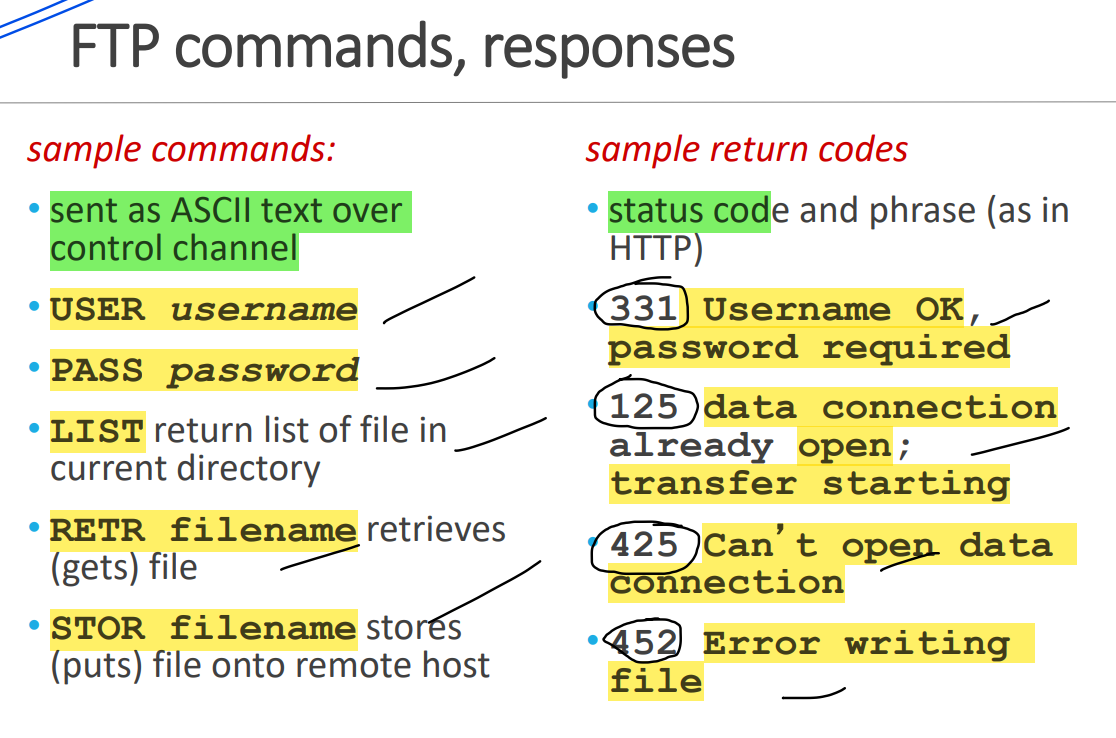 FTP commands, responses
sample commands:
• sent as ASCII text over
control channel
• USER username
• PASS password
• LIST return list of file in
current directory
• RETR filename retrieves
(gets) file
• STOR filename stores
(puts) file onto remote host
sample return codes
• status code and phrase (as in
HTTP)
• 331 Username OK,
password required
• 125 data connection
already open;
transfer starting
• 425 Can’t open data
connection
• 452 Error writing
file